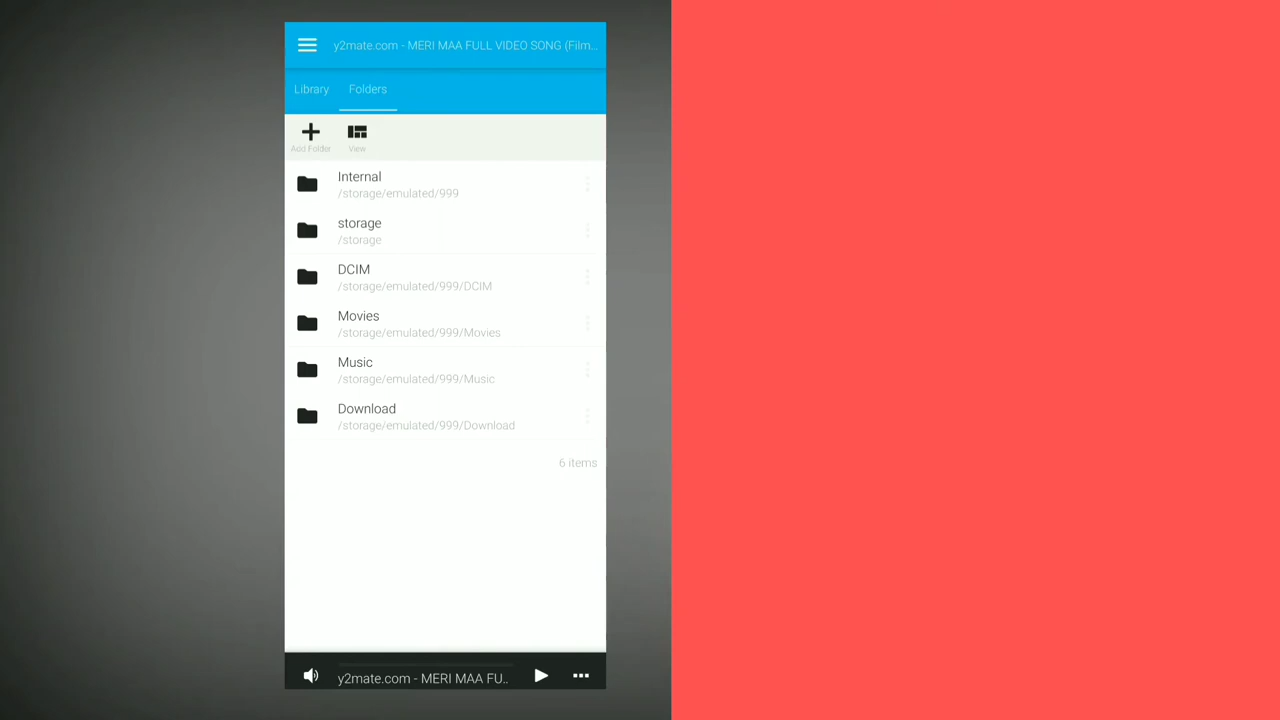 y2mate.com - MERI MAA FULL VIDEO SONG (Film...
Library Folders
Add Folder View
Internal
/storage/emulated/999
storage
/storage
DCIM
/storage/emulated/999/DCIM
Movies
/storage/emulated/999/Movies
Music
/storage/emulated/999/Music
Download
/storage/emulated/999/Download
6 items
y2mate.com - MERI MAA FU..